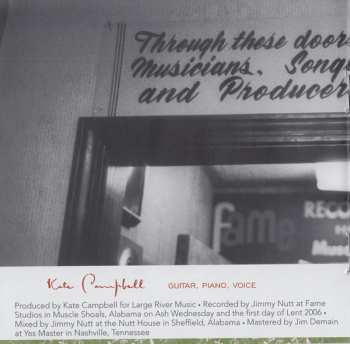 Through these doors
Musicians, Song
and Producer
fame
RECO
Musc
Kate Campbell GUITAR, PIANO, VOICE
Produced by Kate Campbell for Large River Music • Recorded by Jimmy Nutt at Fame
Studios in Muscle Shoals, Alabama on Ash Wednesday and the first day of Lent 2006 •
Mixed by Jimmy Nutt at the Nutt House in Sheffield, Alabama • Mastered by Jim Demain
at Yes Master in Nashville, Tennessee